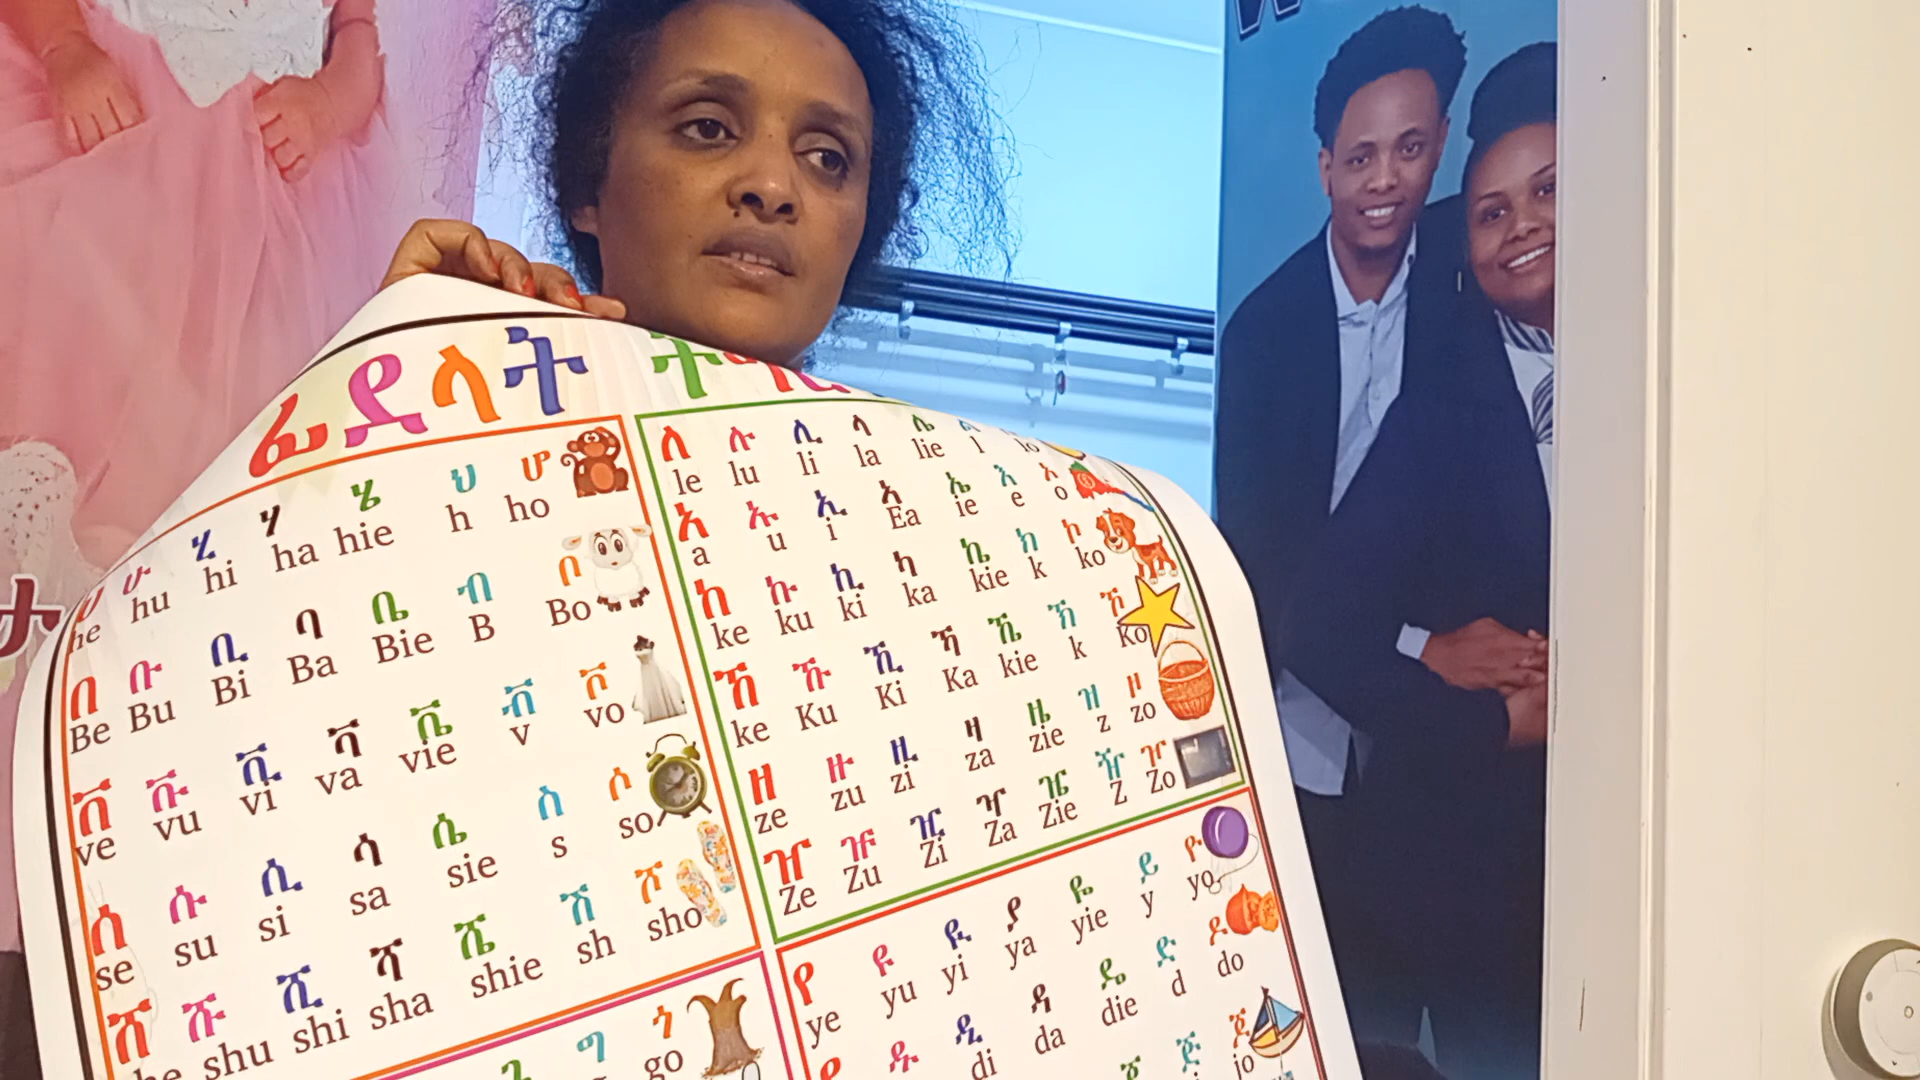 ፊደላት ትግርኛ
ሀ ሁ ሂ ሃ ሄ ህ ሆ
he hu hi ha hie h ho
በ ቡ ቢ ባ ቤ ብ ቦ
Be Bu Bi Ba Bie B Bo
ቨ ቩ ቪ ቫ ቬ ቭ ቮ
ve vu vi va vie v vo
ሰ ሱ ሲ ሳ ሴ ስ ሶ
se su si sa sie s so
ሸ ሹ ሺ ሻ ሼ ሽ ሾ
shu shi sha shie sh sho
ጎ
go
ለ ሉ ሊ ላ ሌ ል
le lu li la lie l lo
አ ኡ ኢ ኣ ኤ እ ኦ
a u i Ea ie e o
ከ ኩ ኪ ካ ኬ ክ ኮ
ke ku ki ka kie k ko
ኸ ኹ ኺ ኻ ኼ ኽ ኾ
ke Ku Ki Ka kie k Ko
ዘ ዙ ዚ ዛ ዜ ዝ ዞ
ze zu zi za zie z zo
ዠ ዡ ዢ ዣ ዤ ዥ ዦ
Ze Zu Zi Za Zie Z Zo
የ ዩ ዪ ያ ዬ ይ ዮ
ye yu yi ya yie y yo
ዱ ዲ ዳ ዴ ድ ዶ
di da die d do
ጆ
jo